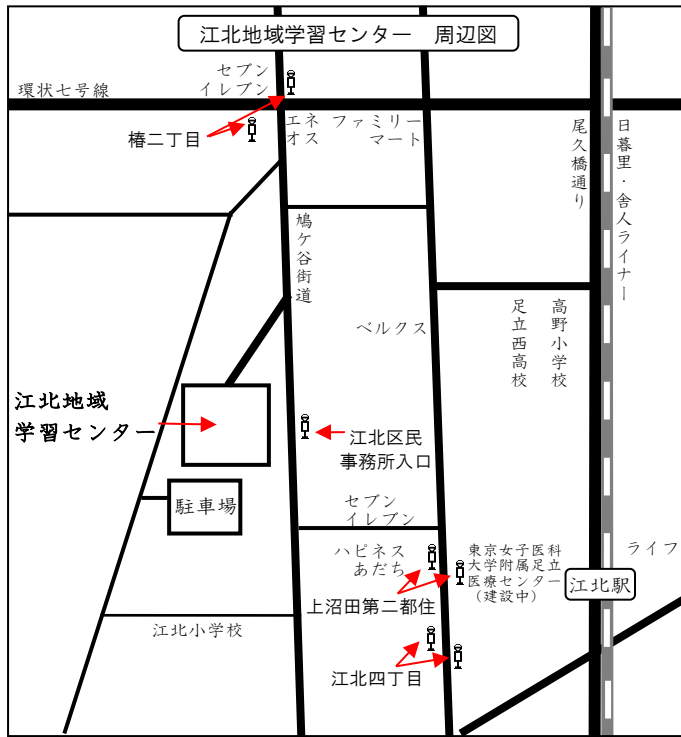 江北地域学習センター 周辺図
セブン
イレブン
環状七号線
椿二丁目
エネ
オス
ファミリー
マート
尾久橋通り
日暮里・舎人ライナー
鳩ケ谷街道
ベルクス
足立西高校
高野小学校
江北地域
学習センター
江北区民
事務所入口
駐車場
セブン
イレブン
ハピネス
あだち
東京女子医科
大学附属足立
医療センター
(建設中)
ライフ
江北駅
上沼田第二都住
江北小学校
江北四丁目